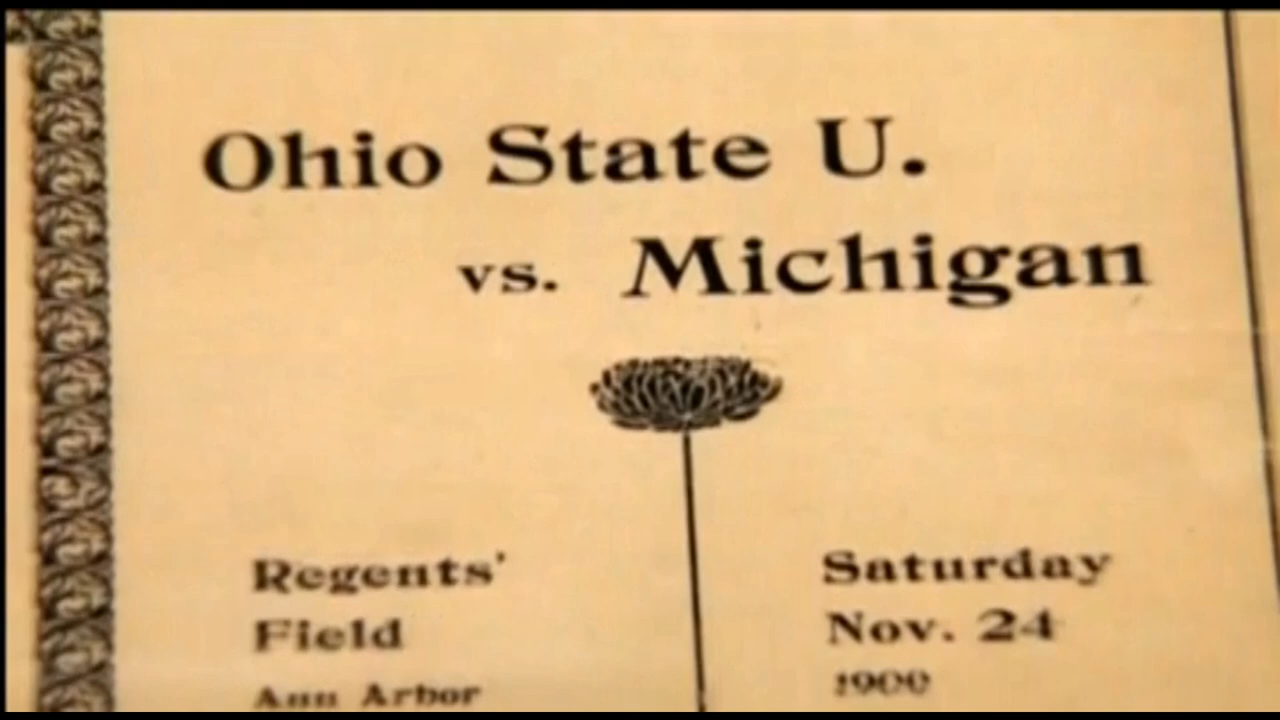 Ohio State U.
vs. Michigan
Regents'
Field
Ann Arbor
Saturday
Nov. 24
1900